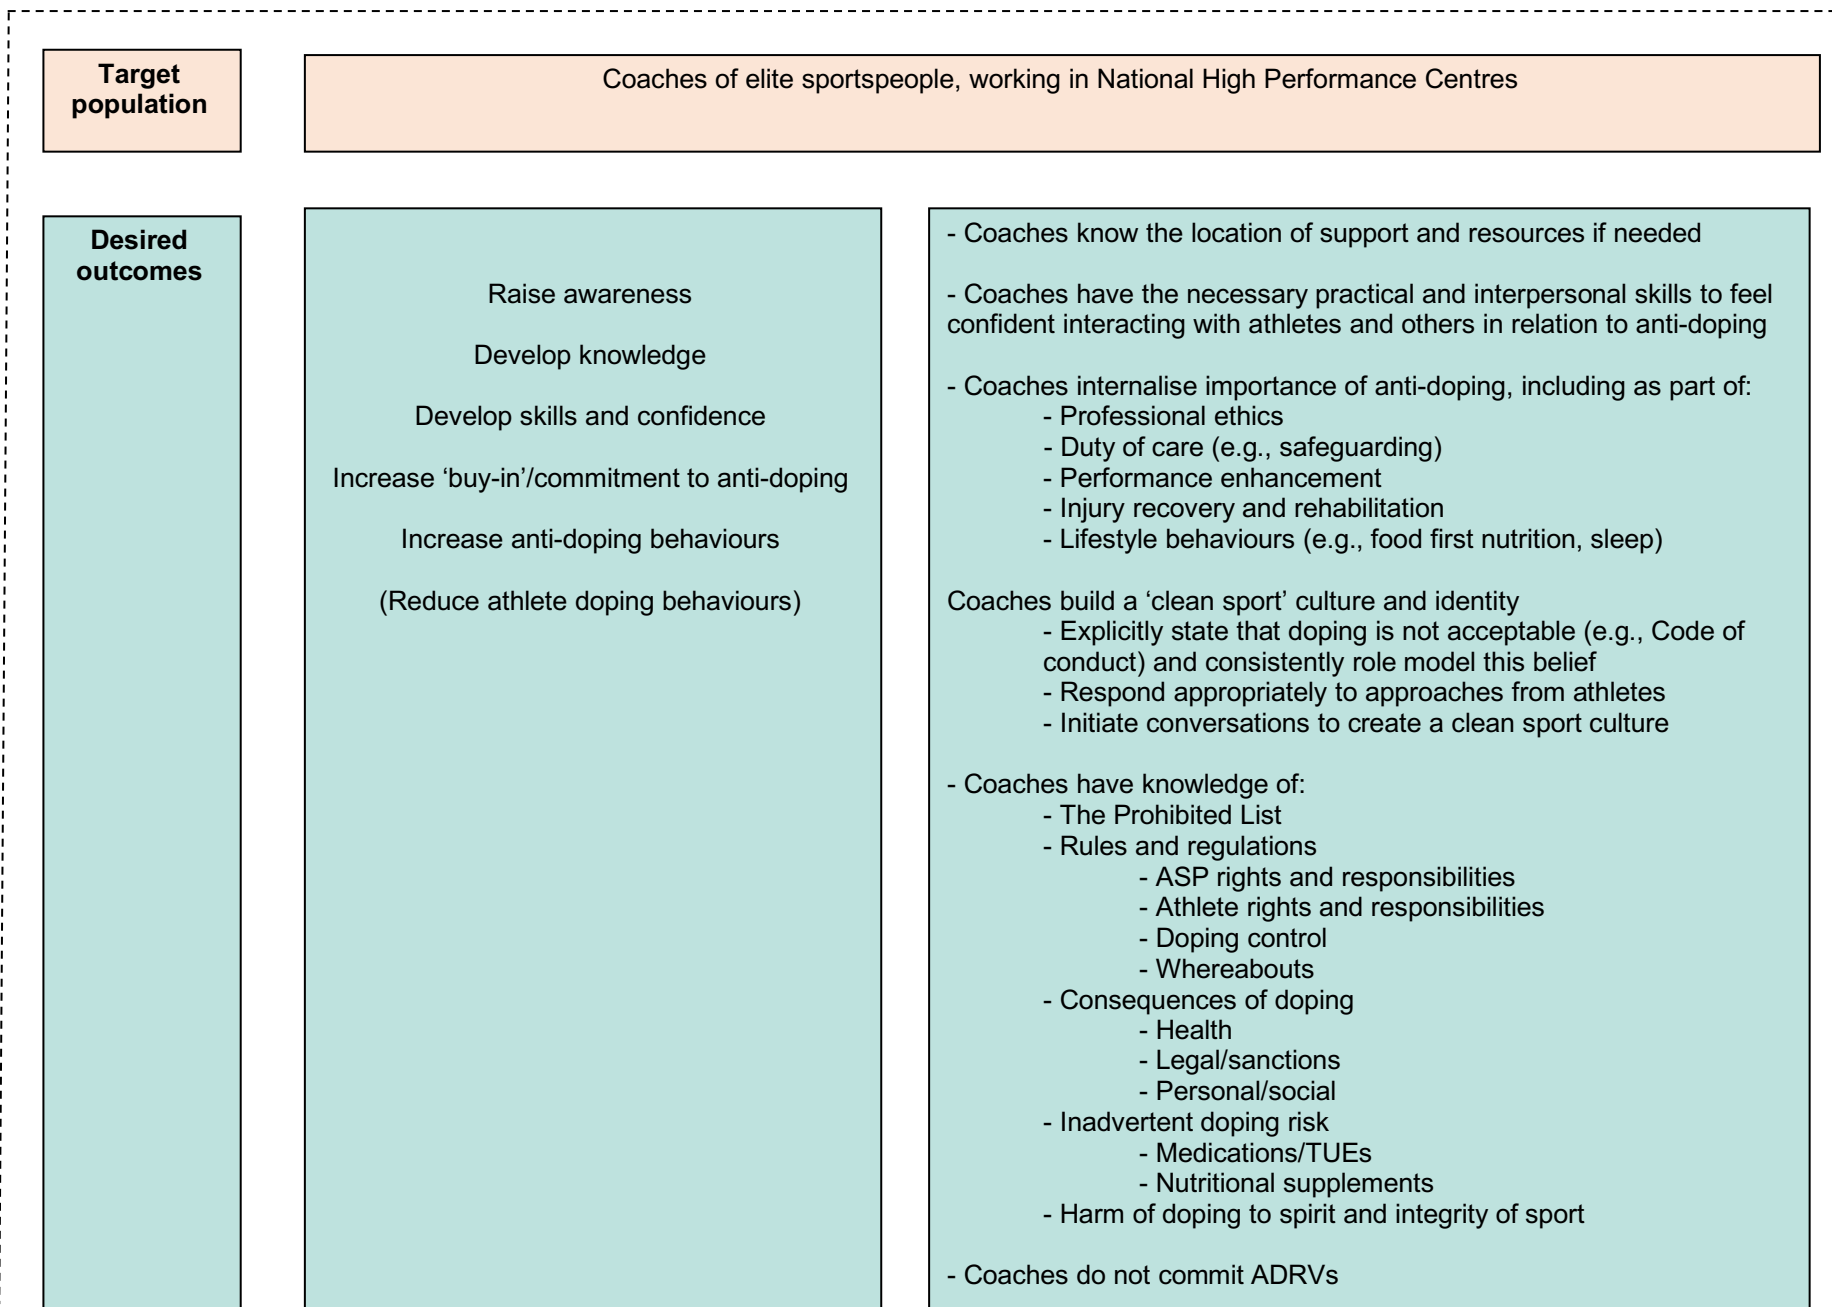 Target
population
Coaches of elite sportspeople, working in National High Performance Centres
Desired
outcomes
Raise awareness
Develop knowledge
Develop skills and confidence
Increase ‘buy-in’/commitment to anti-doping
Increase anti-doping behaviours
(Reduce athlete doping behaviours)
- Coaches know the location of support and resources if needed
- Coaches have the necessary practical and interpersonal skills to feel
confident interacting with athletes and others in relation to anti-doping
- Coaches internalise importance of anti-doping, including as part of:
- Professional ethics
- Duty of care (e.g., safeguarding)
- Performance enhancement
- Injury recovery and rehabilitation
- Lifestyle behaviours (e.g., food first nutrition, sleep)
Coaches build a ‘clean sport’ culture and identity
- Explicitly state that doping is not acceptable (e.g., Code of
conduct) and consistently role model this belief
- Respond appropriately to approaches from athletes
- Initiate conversations to create a clean sport culture
- Coaches have knowledge of:
- The Prohibited List
- Rules and regulations
- ASP rights and responsibilities
- Athlete rights and responsibilities
- Doping control
- Whereabouts
- Consequences of doping
- Health
- Legal/sanctions
- Personal/social
- Inadvertent doping risk
- Medications/TUEs
- Nutritional supplements
- Harm of doping to spirit and integrity of sport
- Coaches do not commit ADRVs